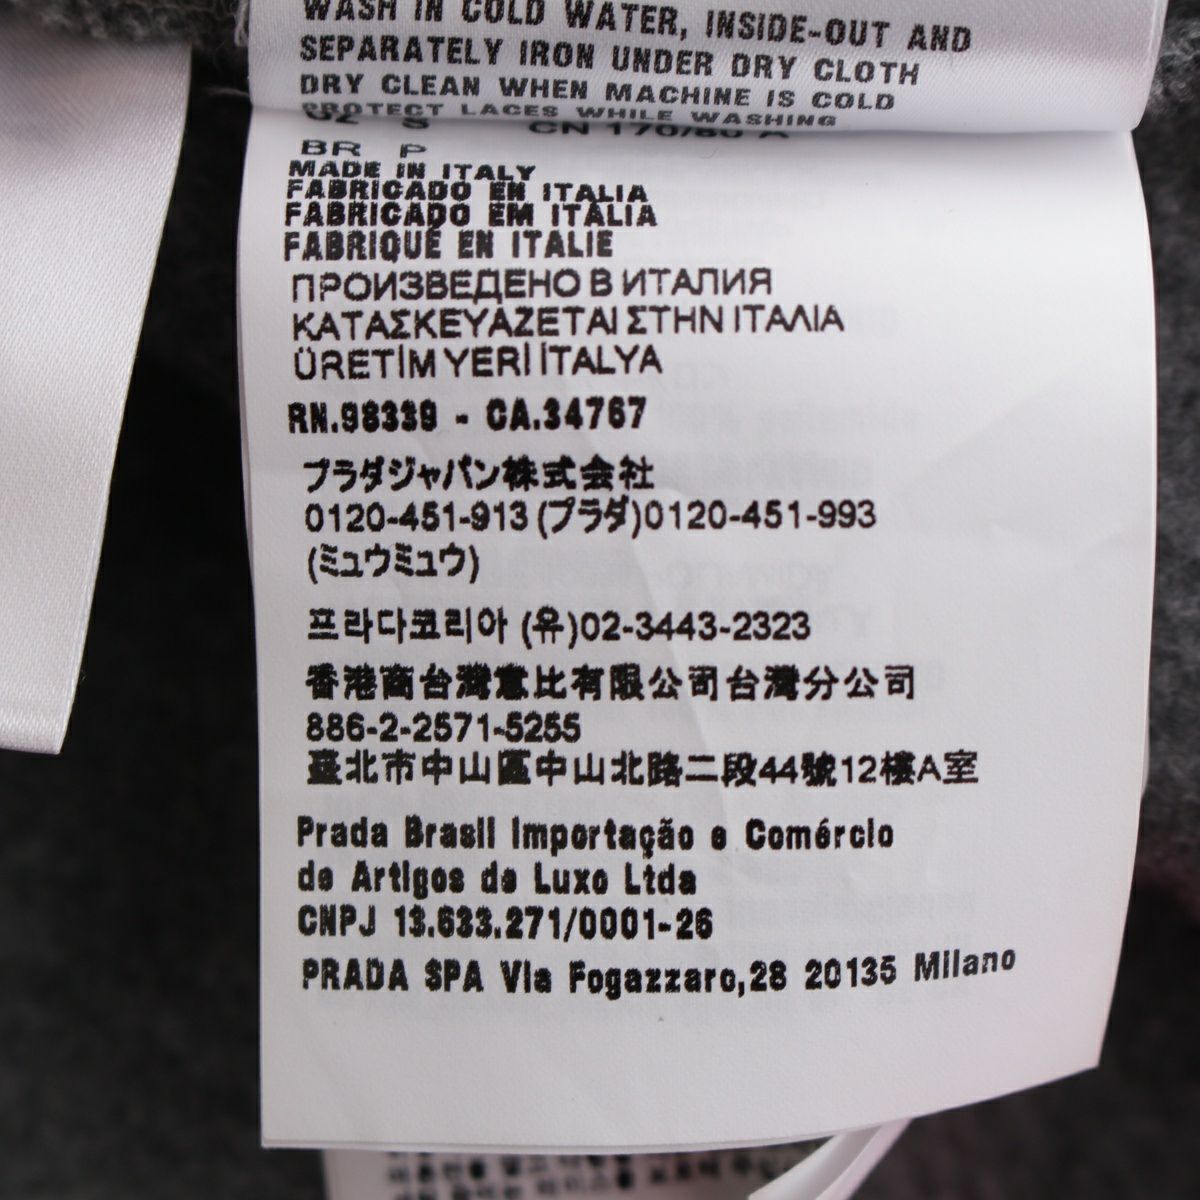 WASH IN COLD WATER, INSIDE-OUT AND
SEPARATELY IRON UNDER DRY CLOTH
DRY CLEAN WHEN MACHINE IS COLD
PROTECT LACES WHILE WASHING
CN 170/80 A
BR P
MADE IN ITALY
FABRICADO EN ITALIA
FABRICADO EM ITÁLIA
FABRIQUÉ EN ITALIE
ПРОИЗВЕДЕНО В ИТАЛИЯ
ΚΑΤΑΣΚΕΥΑΖΕΤΑΙ ΣΤΗΝ ΙΤΑΛΙΑ
ÜRETİM YERİ İTALYA
RN.98339 - CA.34767
プラダジャパン株式会社
0120-451-913 (プラダ)0120-451-993
(ミュウミュウ)
프라다코리아 (유)02-3443-2323
香港商台灣意比有限公司台灣分公司
886-2-2571-5255
臺北市中山區中山北路二段44號12樓A室
Prada Brasil Importação e Comércio
de Artigos de Luxo Ltda
CNPJ 13.633.271/0001-26
PRADA SPA Via Fogazzaro,28 20135 Milano